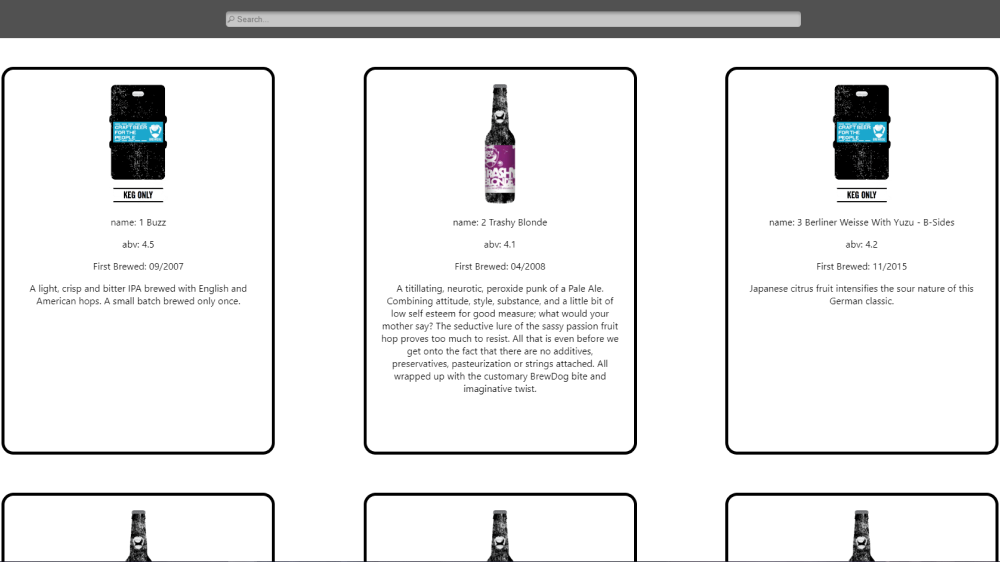 Search...
CRAFT BEER
FOR THE
PEOPLE
KEG ONLY
name: 1 Buzz
abv: 4.5
First Brewed: 09/2007
A light, crisp and bitter IPA brewed with English and
American hops. A small batch brewed only once.
TRASHY
BLONDE
name: 2 Trashy Blonde
abv: 4.1
First Brewed: 04/2008
A titillating, neurotic, peroxide punk of a Pale Ale.
Combining attitude, style, substance, and a little bit of
low self esteem for good measure; what would your
mother say? The seductive lure of the sassy passion fruit
hop proves too much to resist. All that is even before we
get onto the fact that there are no additives,
preservatives, pasteurization or strings attached. All
wrapped up with the customary BrewDog bite and
imaginative twist.
CRAFT BEER
FOR THE
PEOPLE
KEG ONLY
name: 3 Berliner Weisse With Yuzu - B-Sides
abv: 4.2
First Brewed: 11/2015
Japanese citrus fruit intensifies the sour nature of this
German classic.